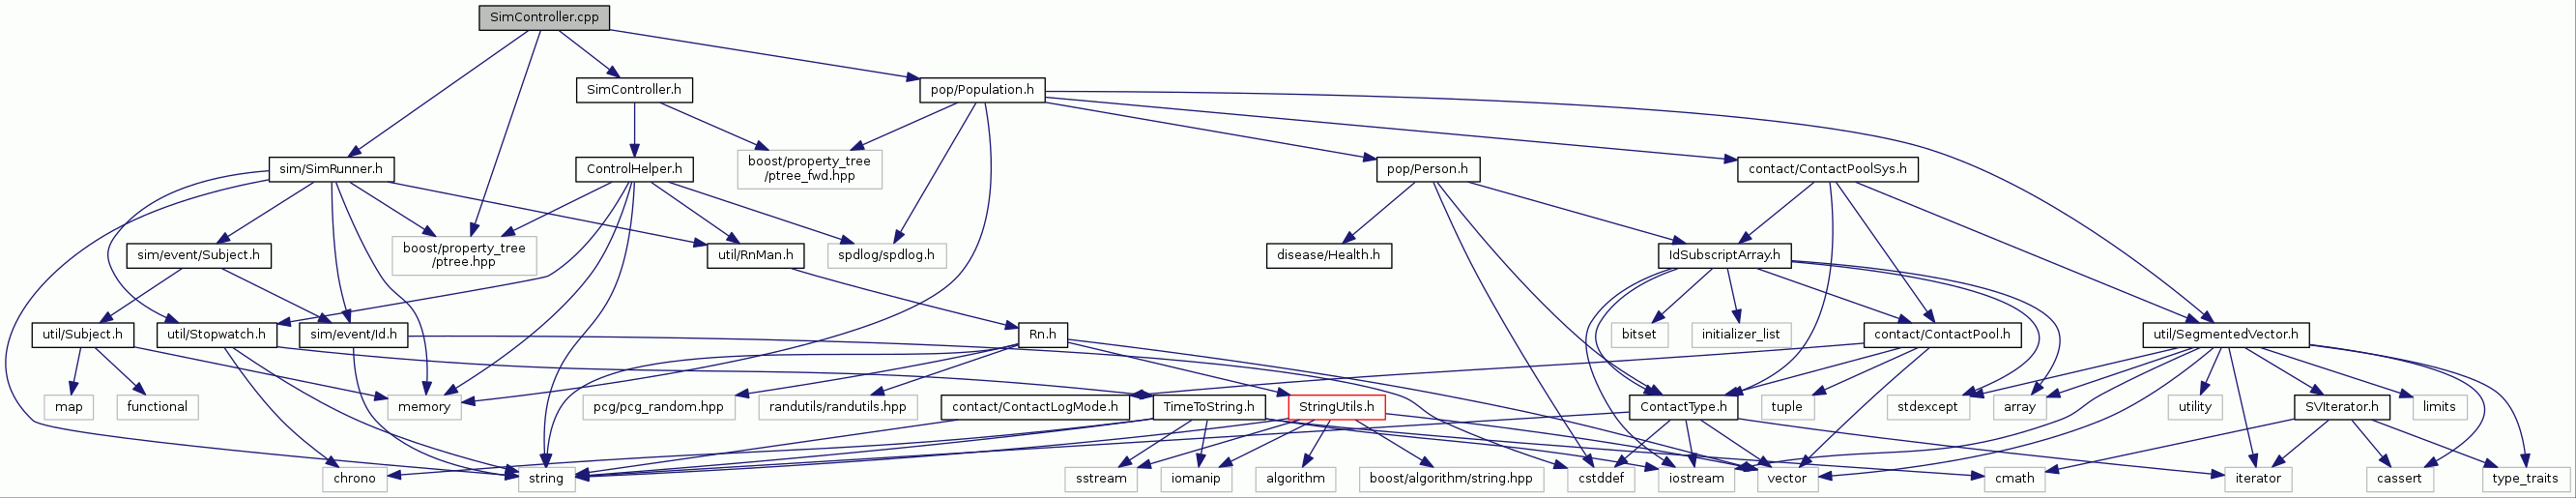 SimController.cpp
SimController.h
pop/Population.h
sim/SimRunner.h
ControlHelper.h
boost/property_tree
/ptree_fwd.hpp
pop/Person.h
contact/ContactPoolSys.h
sim/event/Subject.h
boost/property_tree
/ptree.hpp
util/RnMan.h
spdlog/spdlog.h
disease/Health.h
IdSubscriptArray.h
util/Subject.h
util/Stopwatch.h
sim/event/Id.h
Rn.h
bitset
initializer_list
contact/ContactPool.h
util/SegmentedVector.h
map
functional
memory
pcg/pcg_random.hpp
randutils/randutils.hpp
contact/ContactLogMode.h
TimeToString.h
StringUtils.h
ContactType.h
tuple
stdexcept
array
utility
SVIterator.h
limits
chrono
string
sstream
iomanip
algorithm
boost/algorithm/string.hpp
cstddef
iostream
vector
cmath
iterator
cassert
type_traits